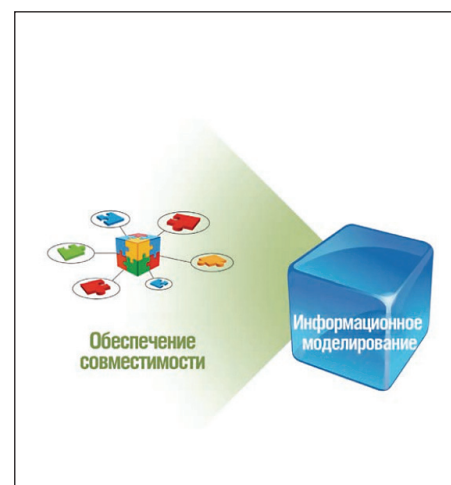 Обеспечение
совместимости
Информационное
моделирование